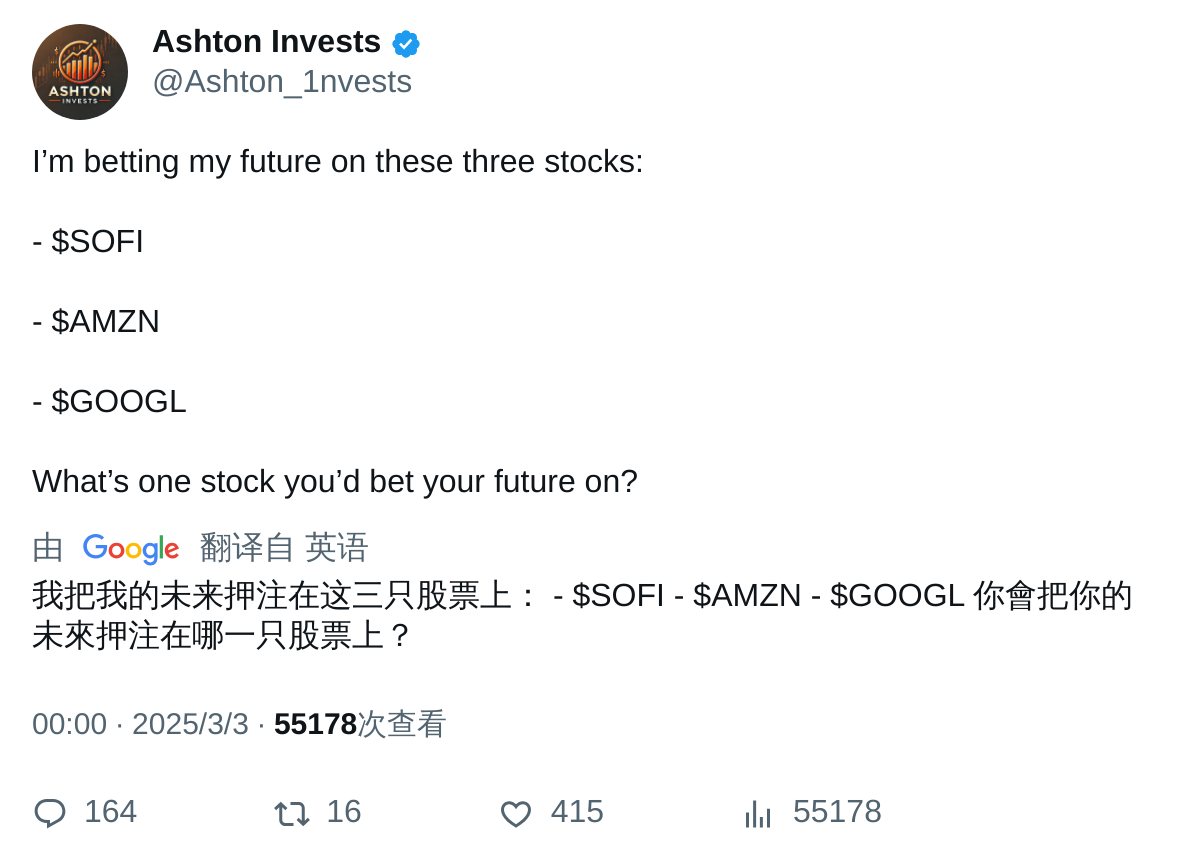 ASHTON
INVESTS
Ashton Invests
@Ashton_1nvests
I’m betting my future on these three stocks:
- $SOFI
- $AMZN
- $GOOGL
What’s one stock you’d bet your future on?
由 Google 翻译自 英语
我把我的未来押注在这三只股票上： - $SOFI - $AMZN - $GOOGL 你會把你的
未來押注在哪一只股票上？
00:00 · 2025/3/3 · 55178次查看
164 16 415 55178